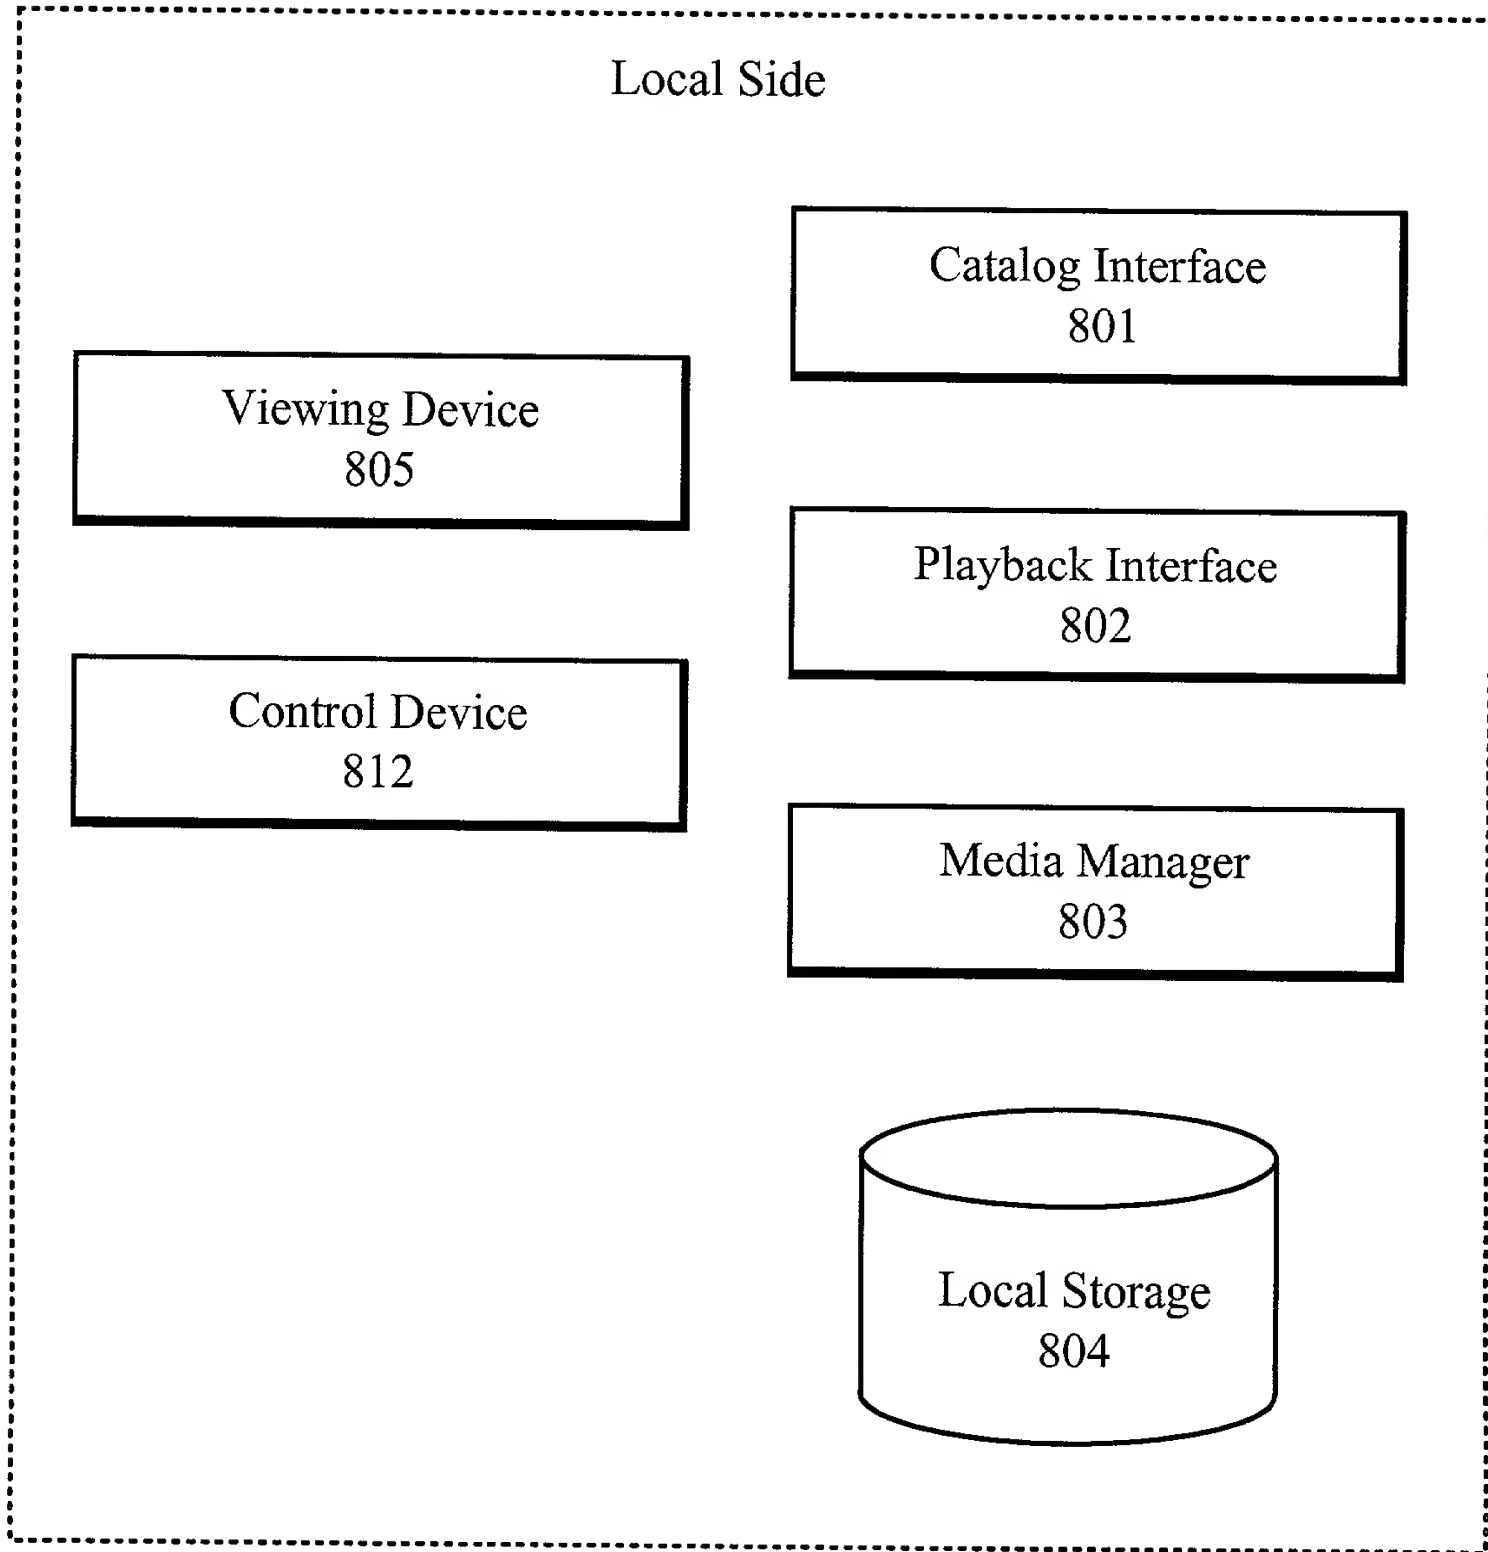 Local Side
Catalog Interface
801
Viewing Device
805
Playback Interface
802
Control Device
812
Media Manager
803
Local Storage
804